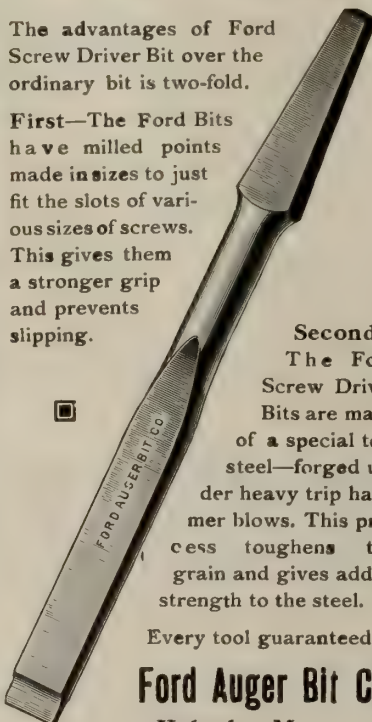 The advantages of Ford
Screw Driver Bit over the
ordinary bit is two-fold.
First—The Ford Bits
have milled points
made in sizes to just
fit the slots of vari-
ous sizes of screws.
This gives them
a stronger grip
and prevents
slipping.
FORD AUGER BIT CO
Second
The Fo
Screw Driv
Bits are ma
of a special to
steel—forged u
der heavy trip ha
mer blows. This pr
cess toughens t
grain and gives add
strength to the steel.
Every tool guaranteed
Ford Auger Bit C